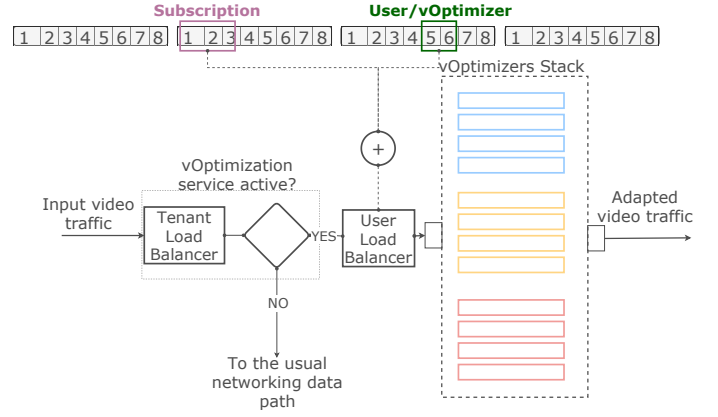 Subscription
User/vOptimizer
1 2 3 4 5 6 7 8 1 2 3 4 5 6 7 8 1 2 3 4 5 6 7 8 1 2 3 4 5 6 7 8
vOptimizers Stack
+
vOptimization
service active?
Input video
traffic
Tenant
Load
Balancer
YES
User
Load
Balancer
Adapted
video traffic
NO
To the usual
networking data
path